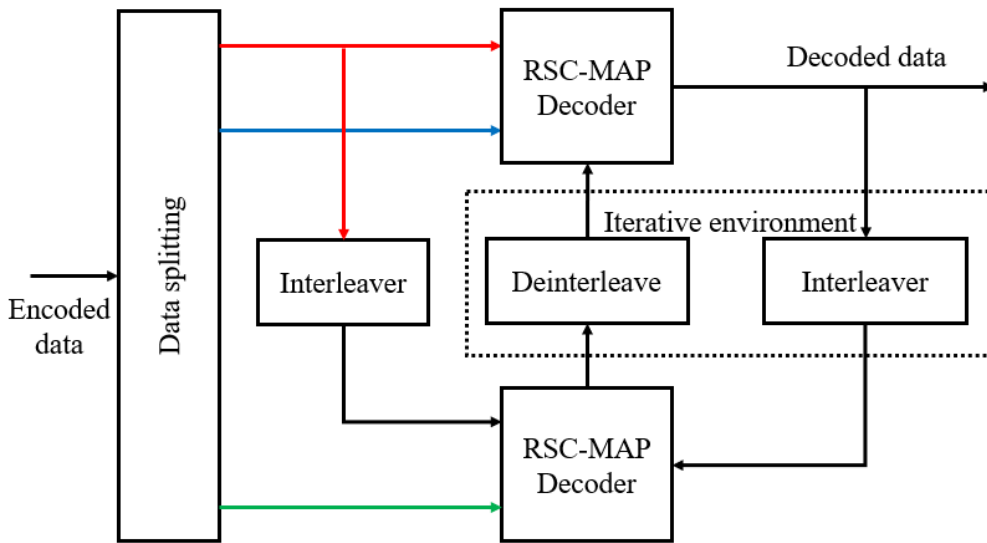 RSC-MAP
Decoder
Decoded data
Data splitting
Iterative environment
Interleaver
Deinterleave
Interleaver
Encoded
data
RSC-MAP
Decoder